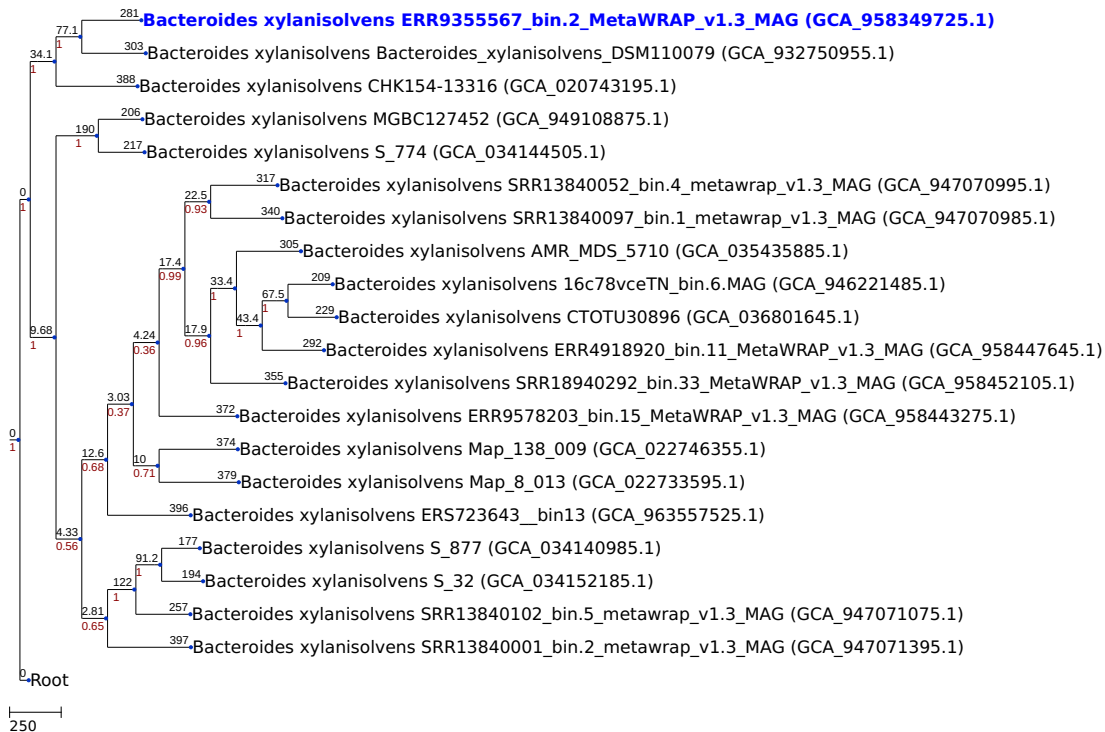 281 Bacteroides xylanisolvens ERR9355567_bin.2_MetaWRAP_v1.3_MAG (GCA_958349725.1)
77.1
1
303 Bacteroides xylanisolvens Bacteroides_xylanisolvens_DSM110079 (GCA_932750955.1)
34.1
1
388 Bacteroides xylanisolvens CHK154-13316 (GCA_020743195.1)
206 Bacteroides xylanisolvens MGBC127452 (GCA_949108875.1)
190
1
217 Bacteroides xylanisolvens S_774 (GCA_034144505.1)
317 Bacteroides xylanisolvens SRR13840052_bin.4_metawrap_v1.3_MAG (GCA_947070995.1)
0
1
22.5
0.93
340 Bacteroides xylanisolvens SRR13840097_bin.1_metawrap_v1.3_MAG (GCA_947070985.1)
305 Bacteroides xylanisolvens AMR_MDS_5710 (GCA_035435885.1)
17.4
0.99
33.4
1
209 Bacteroides xylanisolvens 16c78vceTN_bin.6.MAG (GCA_946221485.1)
67.5
1
229 Bacteroides xylanisolvens CTOTU30896 (GCA_036801645.1)
43.4
1
9.68
1
17.9
0.96
4.24
0.36
292 Bacteroides xylanisolvens ERR4918920_bin.11_MetaWRAP_v1.3_MAG (GCA_958447645.1)
355 Bacteroides xylanisolvens SRR18940292_bin.33_MetaWRAP_v1.3_MAG (GCA_958452105.1)
3.03
0.37
372 Bacteroides xylanisolvens ERR9578203_bin.15_MetaWRAP_v1.3_MAG (GCA_958443275.1)
0
1
374 Bacteroides xylanisolvens Map_138_009 (GCA_022746355.1)
12.6
0.68
10
0.71
379 Bacteroides xylanisolvens Map_8_013 (GCA_022733595.1)
396 Bacteroides xylanisolvens ERS723643__bin13 (GCA_963557525.1)
4.33
0.56
177 Bacteroides xylanisolvens S_877 (GCA_034140985.1)
91.2
1
194 Bacteroides xylanisolvens S_32 (GCA_034152185.1)
122
1
257 Bacteroides xylanisolvens SRR13840102_bin.5_metawrap_v1.3_MAG (GCA_947071075.1)
2.81
0.65
397 Bacteroides xylanisolvens SRR13840001_bin.2_metawrap_v1.3_MAG (GCA_947071395.1)
0 Root
250